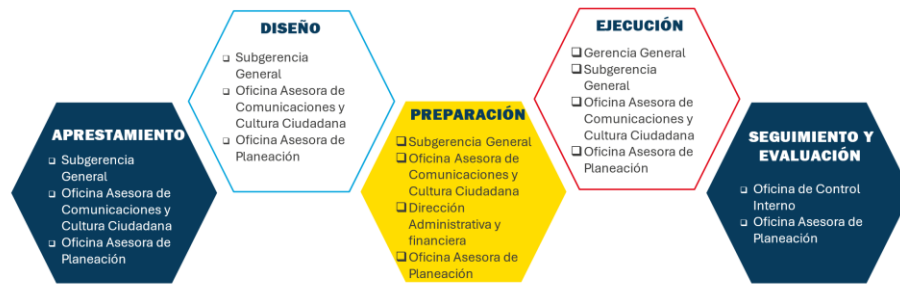 APRESTAMIENTO
Subgerencia
General
Oficina Asesora de
Comunicaciones y
Cultura Ciudadana
Oficina Asesora de
Planeación
DISEÑO
Subgerencia
General
Oficina Asesora de
Comunicaciones y
Cultura Ciudadana
Oficina Asesora de
Planeación
PREPARACIÓN
Subgerencia General
Oficina Asesora de
Comunicaciones y
Cultura Ciudadana
Dirección
Administrativa y
financiera
Oficina Asesora de
Planeación
EJECUCIÓN
Gerencia General
Subgerencia
General
Oficina Asesora de
Comunicaciones y
Cultura Ciudadana
Oficina Asesora de
Planeación
SEGUIMIENTO Y
EVALUACIÓN
Oficina de Control
Interno
Oficina Asesora de
Planeación